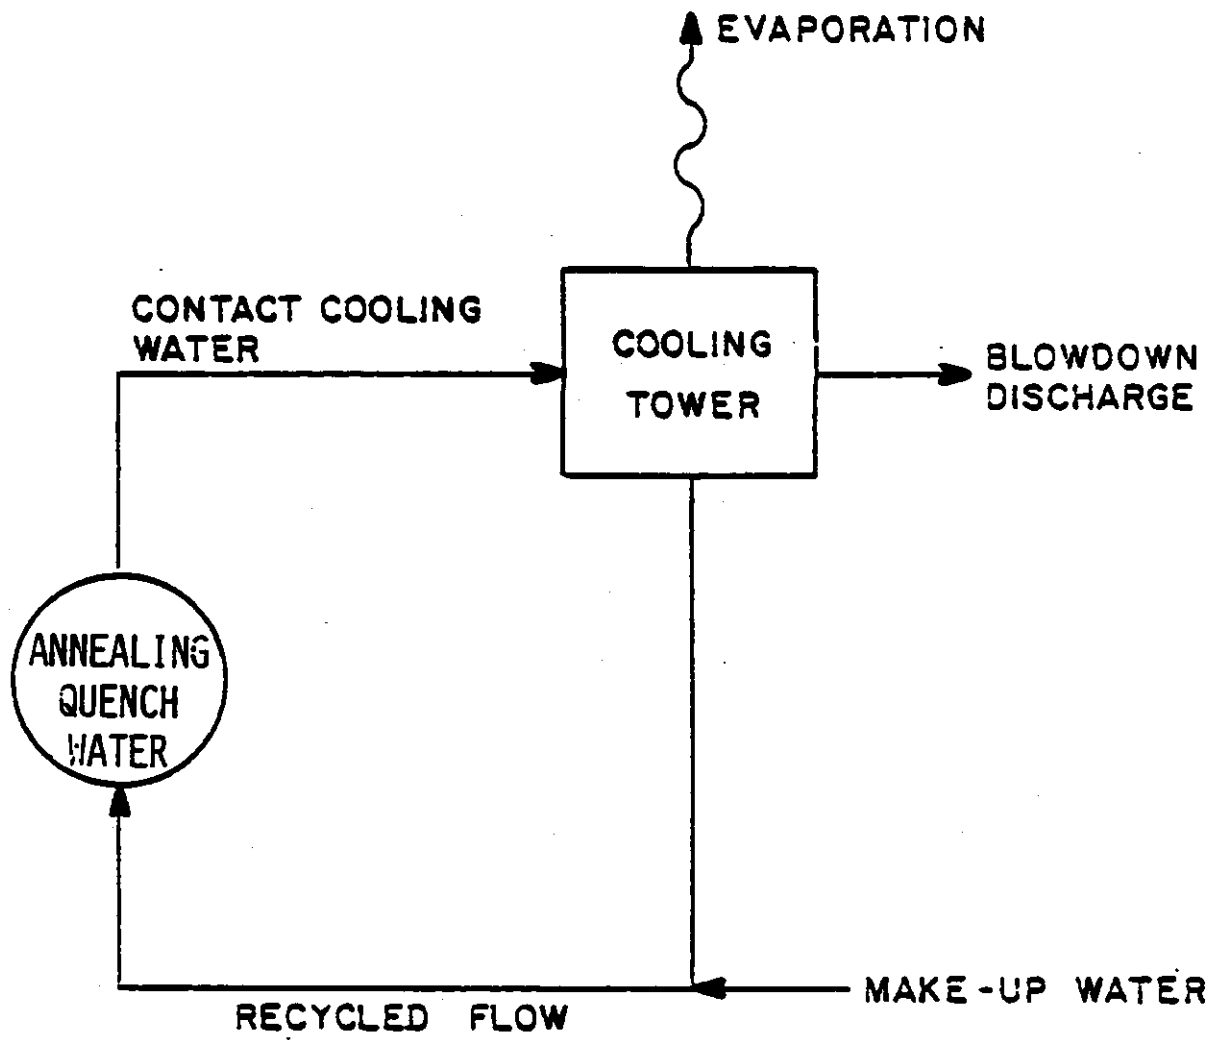 EVAPORATION
CONTACT COOLING
WATER
COOLING
TOWER
BLOWDOWN
DISCHARGE
ANNEALING
QUENCH
WATER
MAKE-UP WATER
RECYCLED FLOW